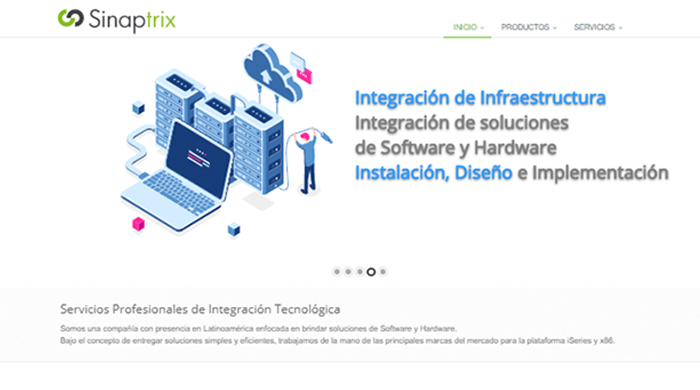 Sinaptrix
INICIO PRODUCTOS SERVICIOS
Integración de Infraestructura
Integración de soluciones
de Software y Hardware
Instalación, Diseño e Implementación
Servicios Profesionales de Integración Tecnológica
Somos una compañía con presencia en Latinoamérica enfocada en brindar soluciones de Software y Hardware.
Bajo el concepto de entregar soluciones simples y eficientes, trabajamos de la mano de las principales marcas del mercado para la plataforma iSeries y x86.